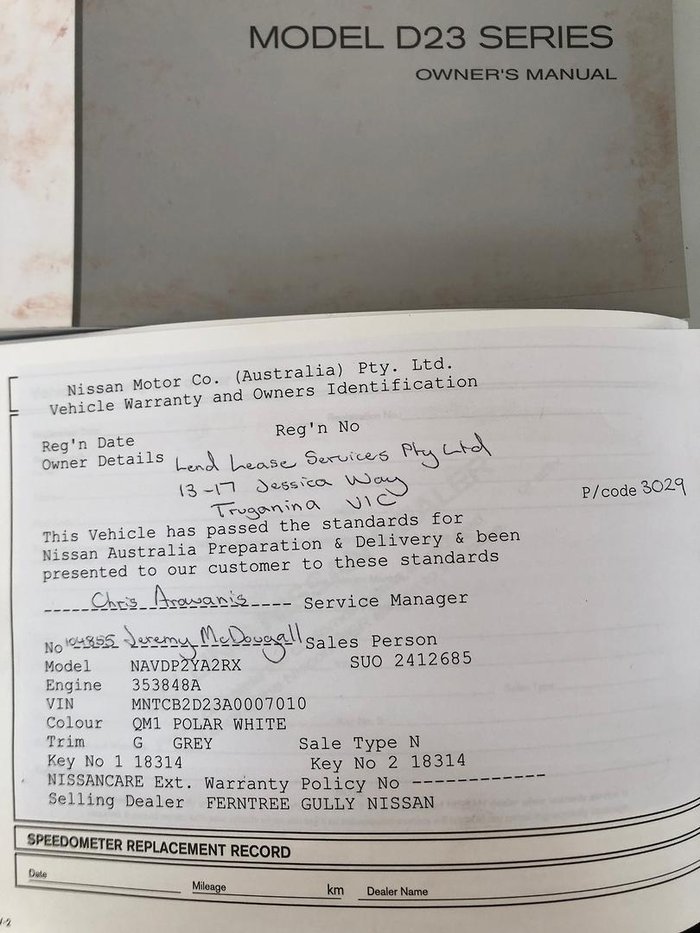 MODEL D23 SERIES
OWNER'S MANUAL
Nissan Motor Co. (Australia) Pty. Ltd.
Vehicle Warranty and Owners Identification
Reg'n Date Reg'n No
Owner Details Lend Lease Services Pty Ltd
13-17 Jessica Way
Truganina VIC P/code 3029
This Vehicle has passed the standards for
Nissan Australia Preparation & Delivery & been
presented to our customer to these standards
Chris Aravanis Service Manager
No 104855 Jeremy McDougall Sales Person
Model NAVDP2YA2RX SUO 2412685
Engine 353848A
VIN MNTCB2D23A0007010
Colour QM1 POLAR WHITE
Trim G GREY Sale Type N
Key No 1 18314 Key No 2 18314
NISSANCARE Ext. Warranty Policy No ------------
Selling Dealer FERNTREE GULLY NISSAN
SPEEDOMETER REPLACEMENT RECORD
Date Mileage km Dealer Name